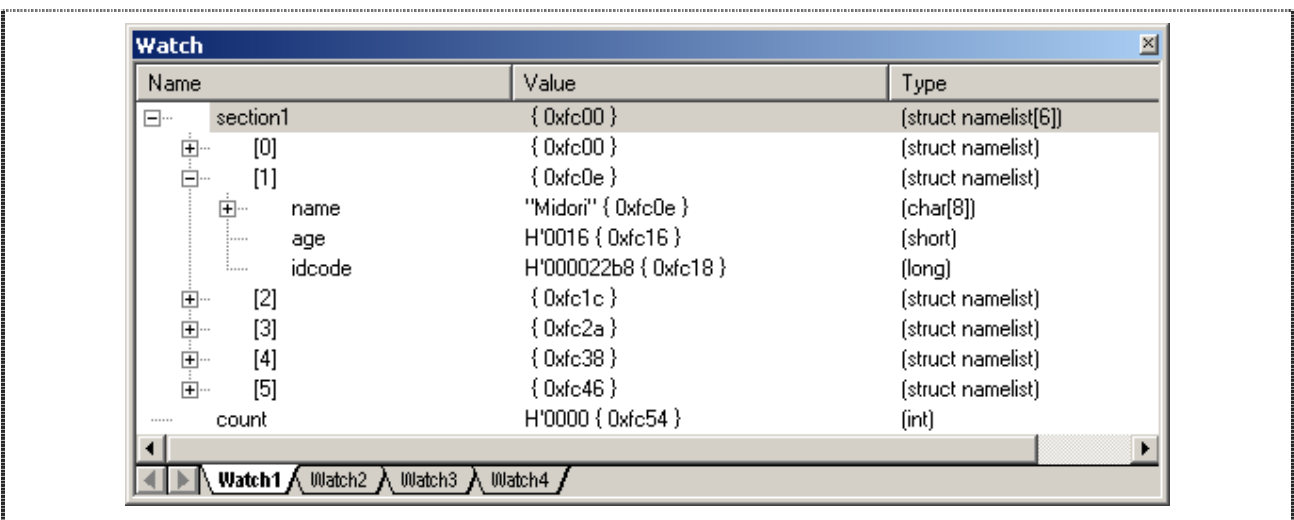 Watch
Name Value Type
section1 { 0xfc00 } (struct namelist[6])
[0] { 0xfc00 } (struct namelist)
[1] { 0xfc0e } (struct namelist)
name "Midori" { 0xfc0e } (char[8])
age H'0016 { 0xfc16 } (short)
idcode H'000022b8 { 0xfc18 } (long)
[2] { 0xfc1c } (struct namelist)
[3] { 0xfc2a } (struct namelist)
[4] { 0xfc38 } (struct namelist)
[5] { 0xfc46 } (struct namelist)
count H'0000 { 0xfc54 } (int)
Watch1 Watch2 Watch3 Watch4